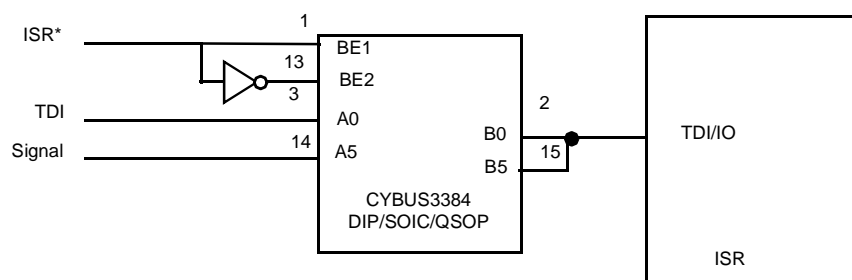 1
ISR*
BE1
13
BE2
3
TDI
A0
2
B0
TDI/IO
Signal
14
A5
15
B5
CYBUS3384
DIP/SOIC/QSOP
ISR